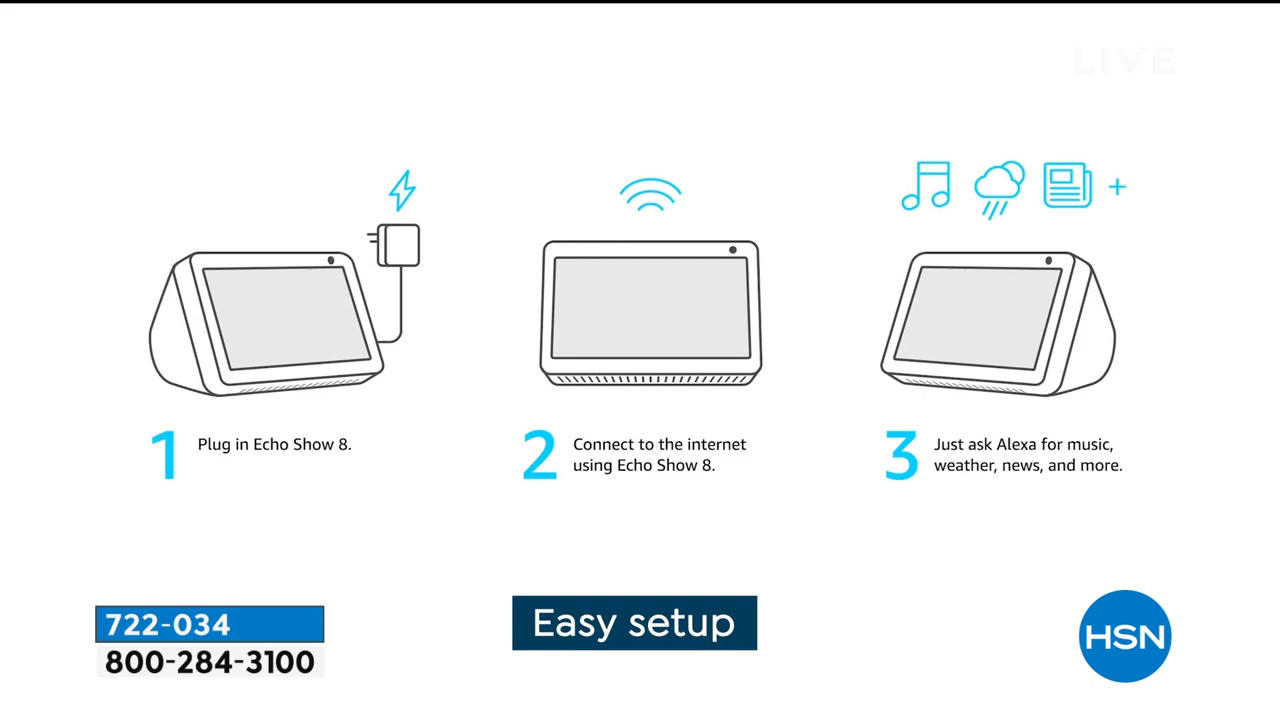 LIVE
1
Plug in Echo Show 8.
2
Connect to the internet
using Echo Show 8.
3
Just ask Alexa for music,
weather, news, and more.
722-034
800-284-3100
Easy setup
HSN